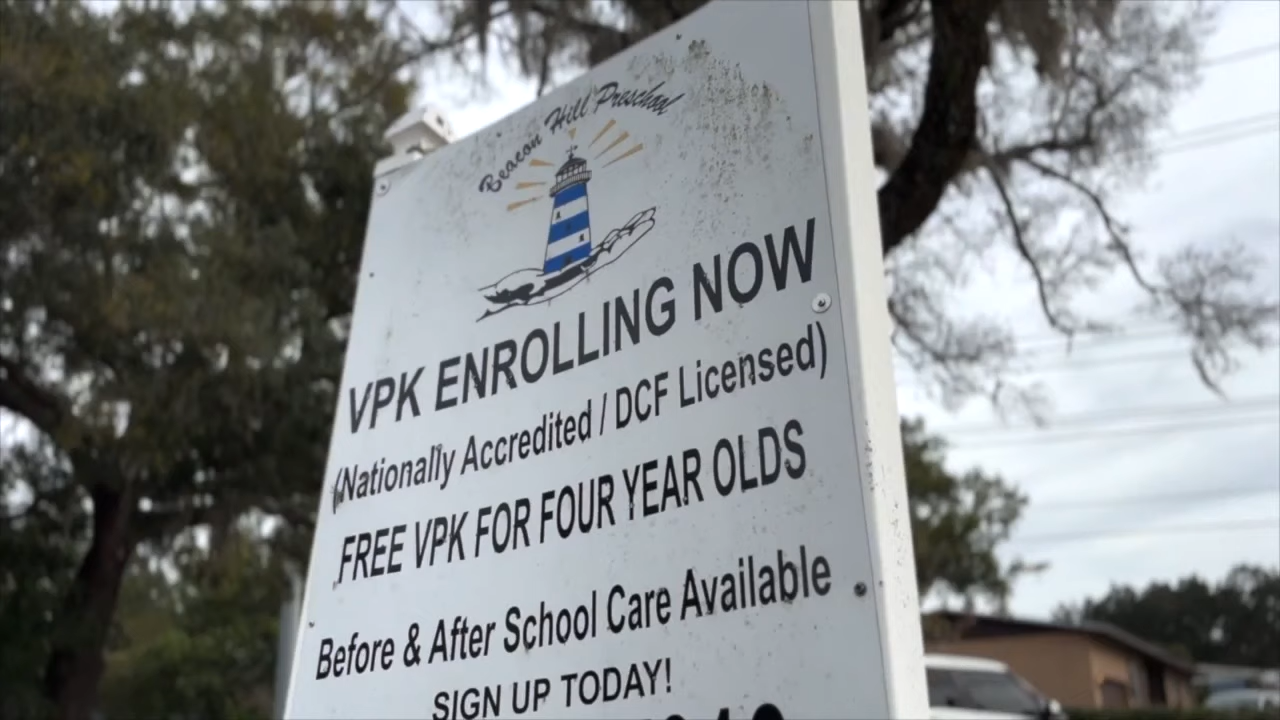 Beacon Hill Preschool
VPK ENROLLING NOW
(Nationally Accredited / DCF Licensed)
FREE VPK FOR FOUR YEAR OLDS
Before & After School Care Available
SIGN UP TODAY!